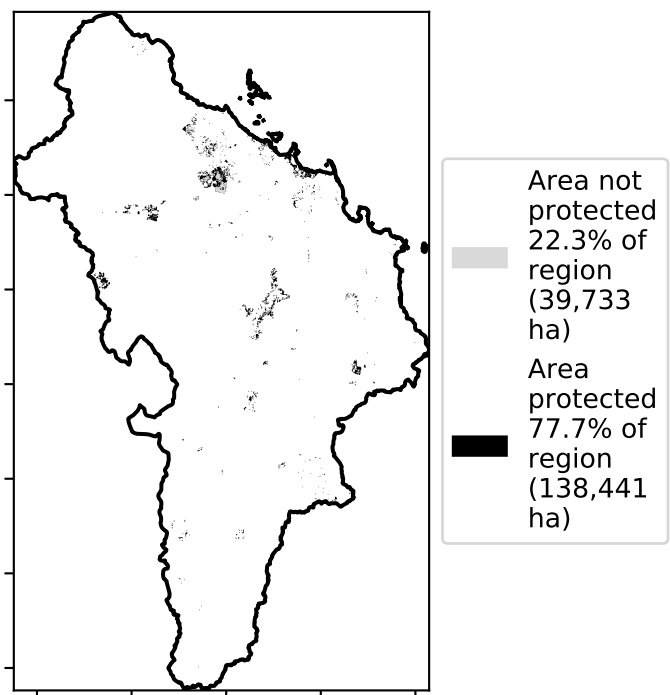 Area not
protected
22.3% of
region
(39,733
ha)
Area
protected
77.7% of
region
(138,441
ha)